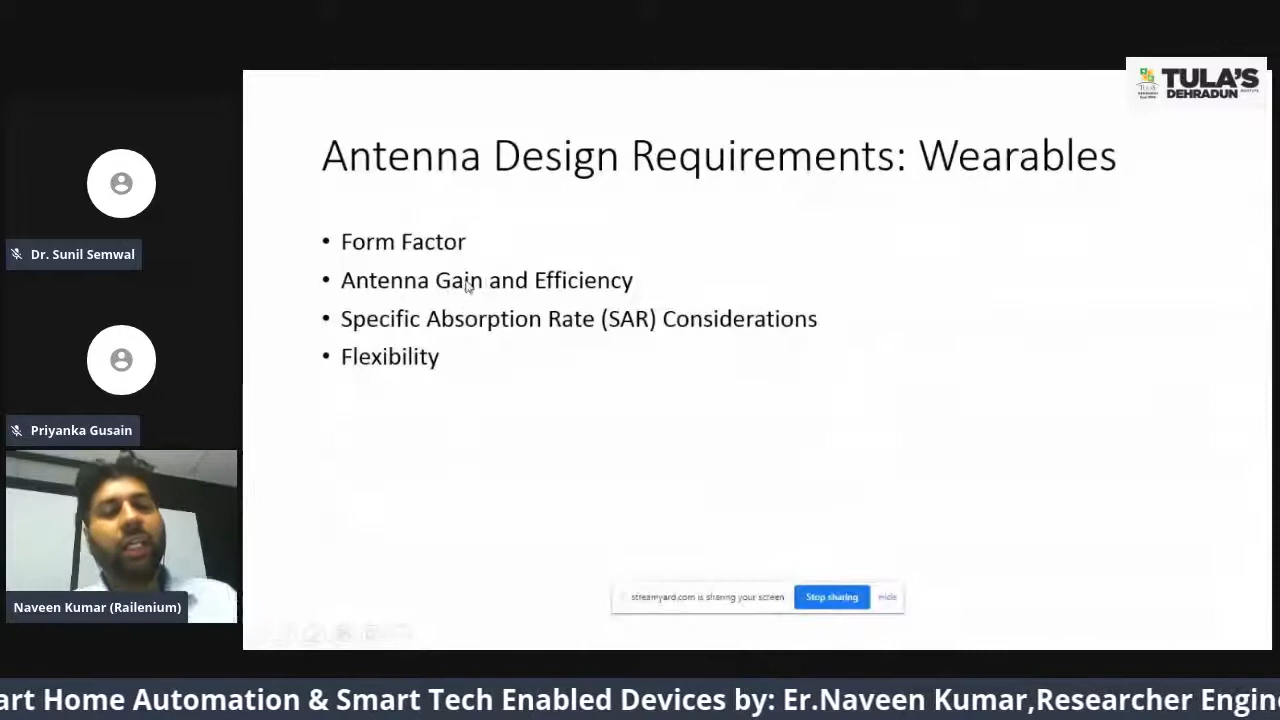 TULA'S
DEHRADUN
Antenna Design Requirements: Wearables
• Form Factor
• Antenna Gain and Efficiency
• Specific Absorption Rate (SAR) Considerations
• Flexibility
Dr. Sunil Semwal
Priyanka Gusain
Naveen Kumar (Railenium)
streamyard.com is sharing your screen Stop sharing Hide
art Home Automation & Smart Tech Enabled Devices by: Er.Naveen Kumar,Researcher Engin